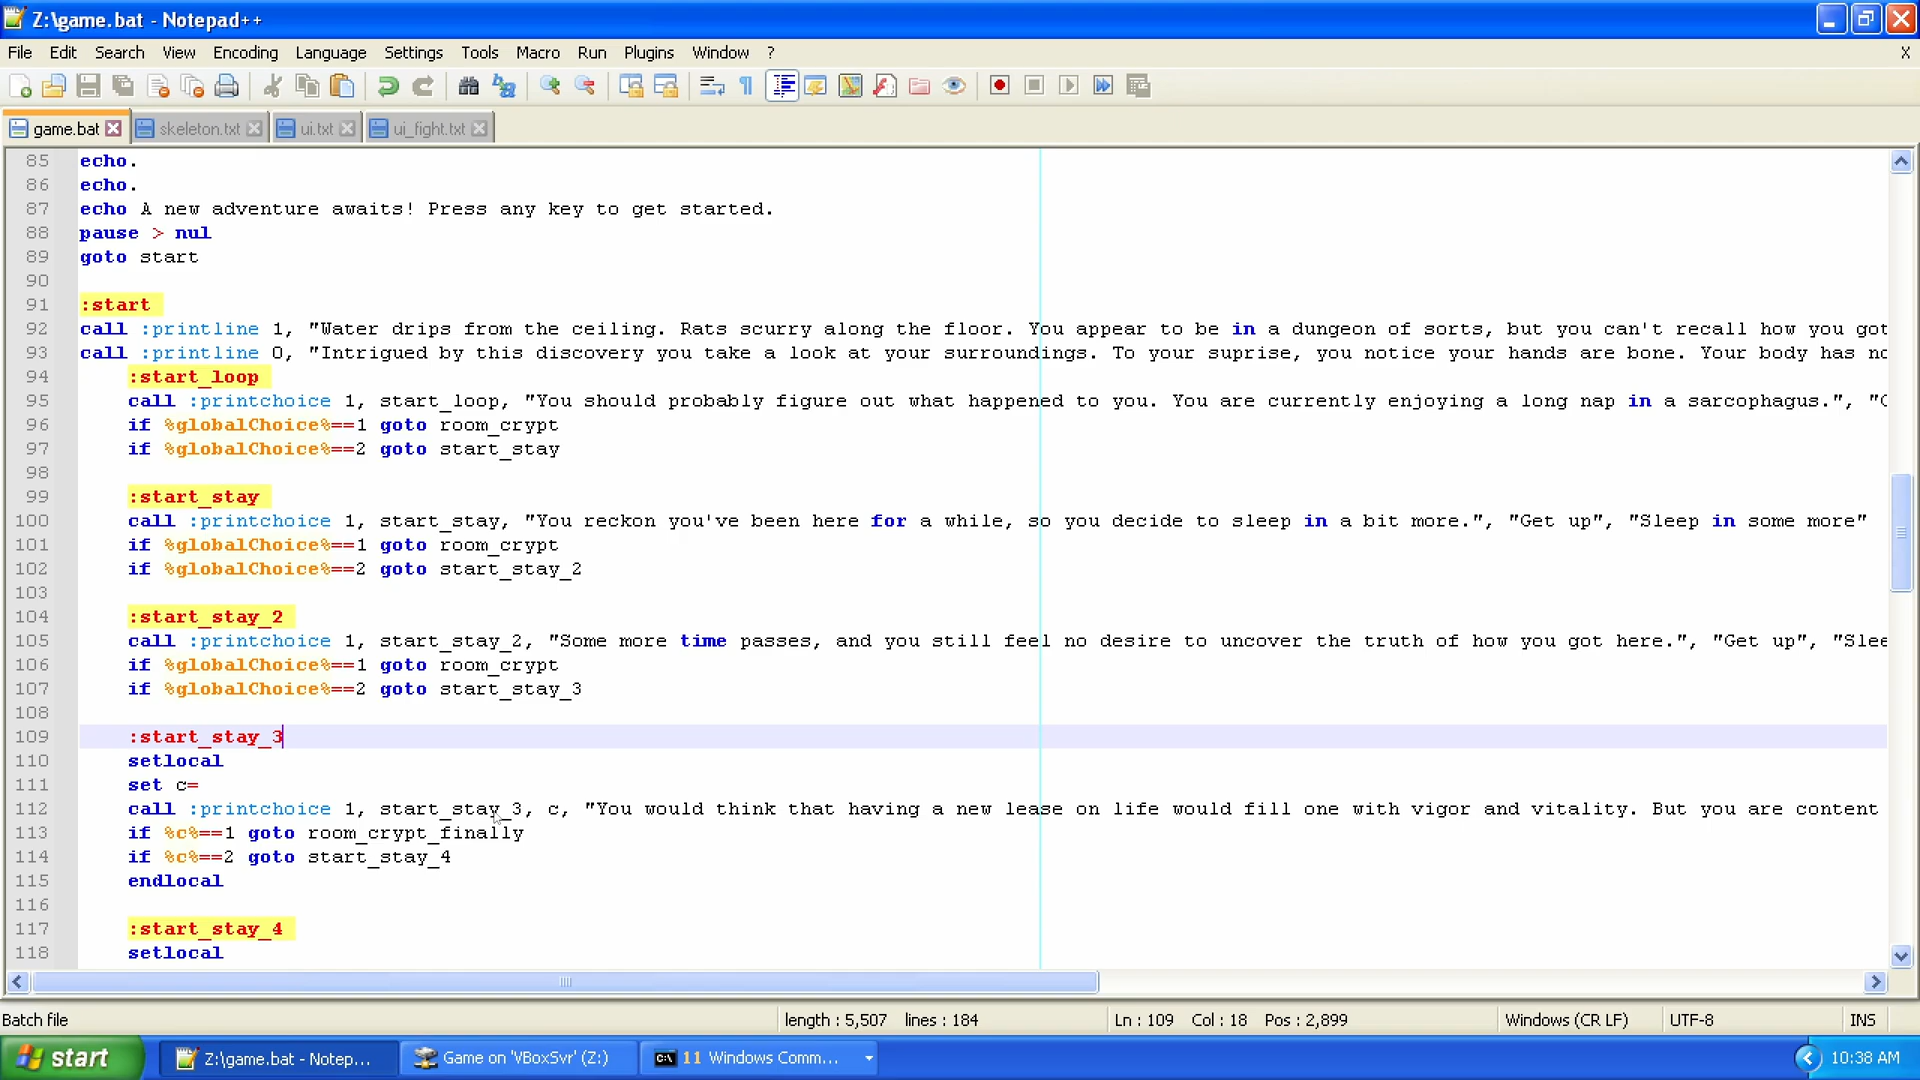 Z:\game.bat - Notepad++
File Edit Search View Encoding Language Settings Tools Macro Run Plugins Window ? X
game.bat skeleton.txt ui.txt ui_fight.txt
85 echo.
86 echo.
87 echo A new adventure awaits! Press any key to get started.
88 pause > nul
89 goto start
90
91 :start
92 call :printline 1, "Water drips from the ceiling. Rats scurry along the floor. You appear to be in a dungeon of sorts, but you can't recall how you got
93 call :printline 0, "Intrigued by this discovery you take a look at your surroundings. To your suprise, you notice your hands are bone. Your body has no
94 :start_loop
95 call :printchoice 1, start_loop, "You should probably figure out what happened to you. You are currently enjoying a long nap in a sarcophagus.", "
96 if %globalChoice%==1 goto room_crypt
97 if %globalChoice%==2 goto start_stay
98
99 :start_stay
100 call :printchoice 1, start_stay, "You reckon you've been here for a while, so you decide to sleep in a bit more.", "Get up", "Sleep in some more"
101 if %globalChoice%==1 goto room_crypt
102 if %globalChoice%==2 goto start_stay_2
103
104 :start_stay_2
105 call :printchoice 1, start_stay_2, "Some more time passes, and you still feel no desire to uncover the truth of how you got here.", "Get up", "Slee
106 if %globalChoice%==1 goto room_crypt
107 if %globalChoice%==2 goto start_stay_3
108
109 :start_stay_3
110 setlocal
111 set c=
112 call :printchoice 1, start_stay_3, c, "You would think that having a new lease on life would fill one with vigor and vitality. But you are content
113 if %c%==1 goto room_crypt_finally
114 if %c%==2 goto start_stay_4
115 endlocal
116
117 :start_stay_4
118 setlocal
Batch file length : 5,507 lines : 184 Ln : 109 Col : 18 Pos : 2,899 Windows (CR LF) UTF-8 INS
start Z:\game.bat - Notep... Game on 'VBoxSvr' (Z:) C:\ 11 Windows Comm... 10:38 AM